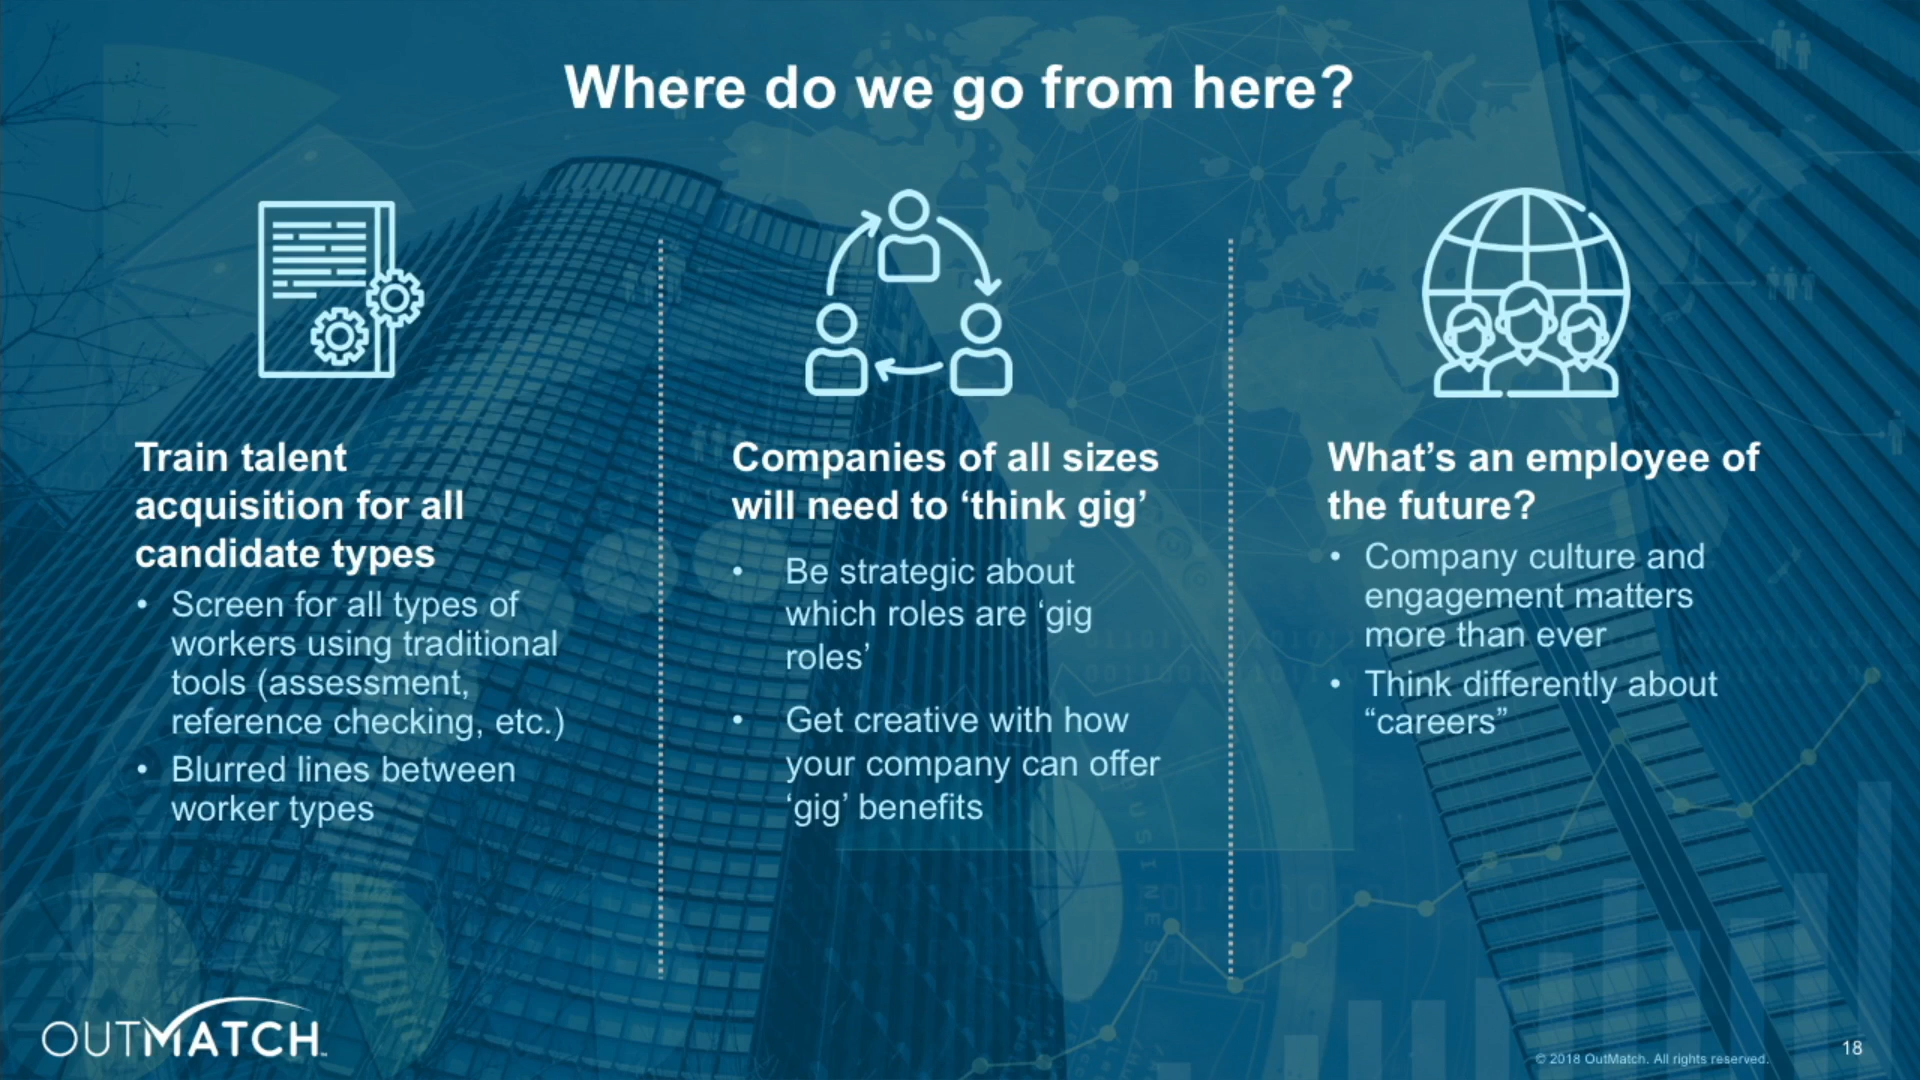 Where do we go from here?
Train talent
acquisition for all
candidate types
• Screen for all types of
workers using traditional
tools (assessment,
reference checking, etc.)
• Blurred lines between
worker types
Companies of all sizes
will need to ‘think gig’
• Be strategic about
which roles are ‘gig
roles’
• Get creative with how
your company can offer
‘gig’ benefits
What’s an employee of
the future?
• Company culture and
engagement matters
more than ever
• Think differently about
“careers”
OUTMATCH™
© 2018 OutMatch. All rights reserved.
18